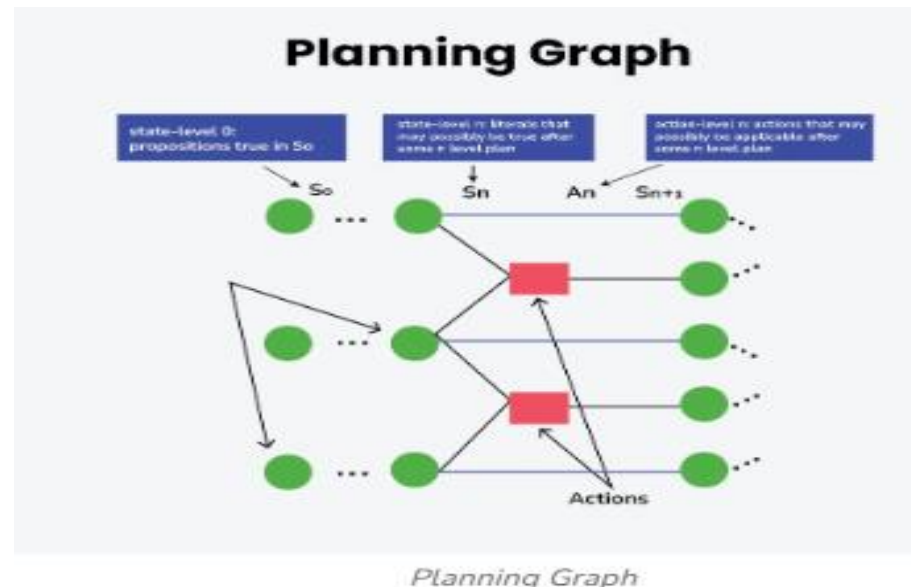 Planning Graph
state-level 0:
propositions true in So
state-level n: literals that
may possibly be true after
some n level plan
action-level n: actions that may
possibly be applicable after
some n level plan
So
Sn
An
Sn+1
Actions
Planning Graph